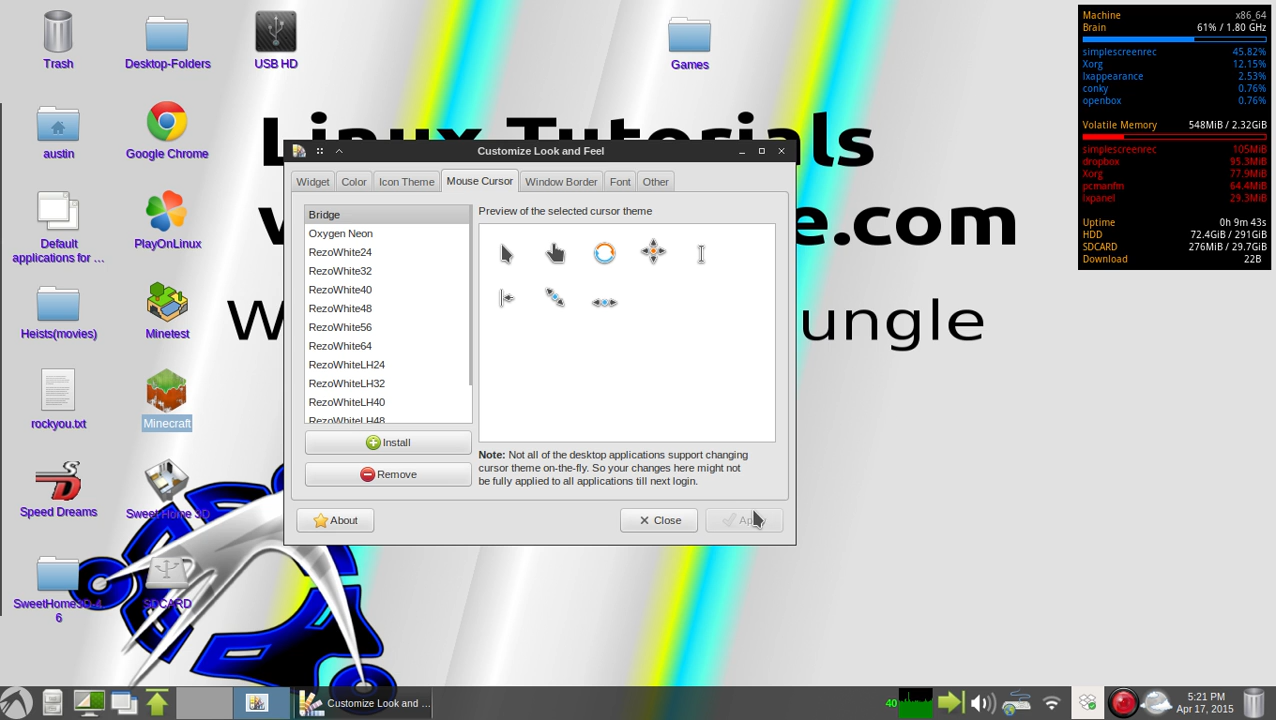 Trash
Desktop-Folders
USB HD
Games
austin
Google Chrome
Default
applications for ...
PlayOnLinux
Heists(movies)
Minetest
rockyou.txt
Minecraft
Speed Dreams
Sweet Home 3D
SweetHome3D-4.
6
SDCARD
Linux Tutorials
e.com
W
ungle
Machine x86_64
Brain 61% / 1.80 GHz
simplescreenrec 45.82%
Xorg 12.15%
lxappearance 2.53%
conky 0.76%
openbox 0.76%
Volatile Memory 548MiB / 2.32GiB
simplescreenrec 105MiB
dropbox 95.3MiB
Xorg 77.9MiB
pcmanfm 64.4MiB
lxpanel 29.3MiB
Uptime 0h 9m 43s
HDD 72.4GiB / 291GiB
SDCARD 276MiB / 29.7GiB
Download 22B
Customize Look and Feel
Widget Color Icon Theme Mouse Cursor Window Border Font Other
Bridge
Oxygen Neon
RezoWhite24
RezoWhite32
RezoWhite40
RezoWhite48
RezoWhite56
RezoWhite64
RezoWhiteLH24
RezoWhiteLH32
RezoWhiteLH40
RezoWhiteLH48
Install
Remove
Preview of the selected cursor theme
Note: Not all of the desktop applications support changing
cursor theme on-the-fly. So your changes here might not
be fully applied to all applications till next login.
About
Close
Customize Look and ...
40
5:21 PM
Apr 17, 2015